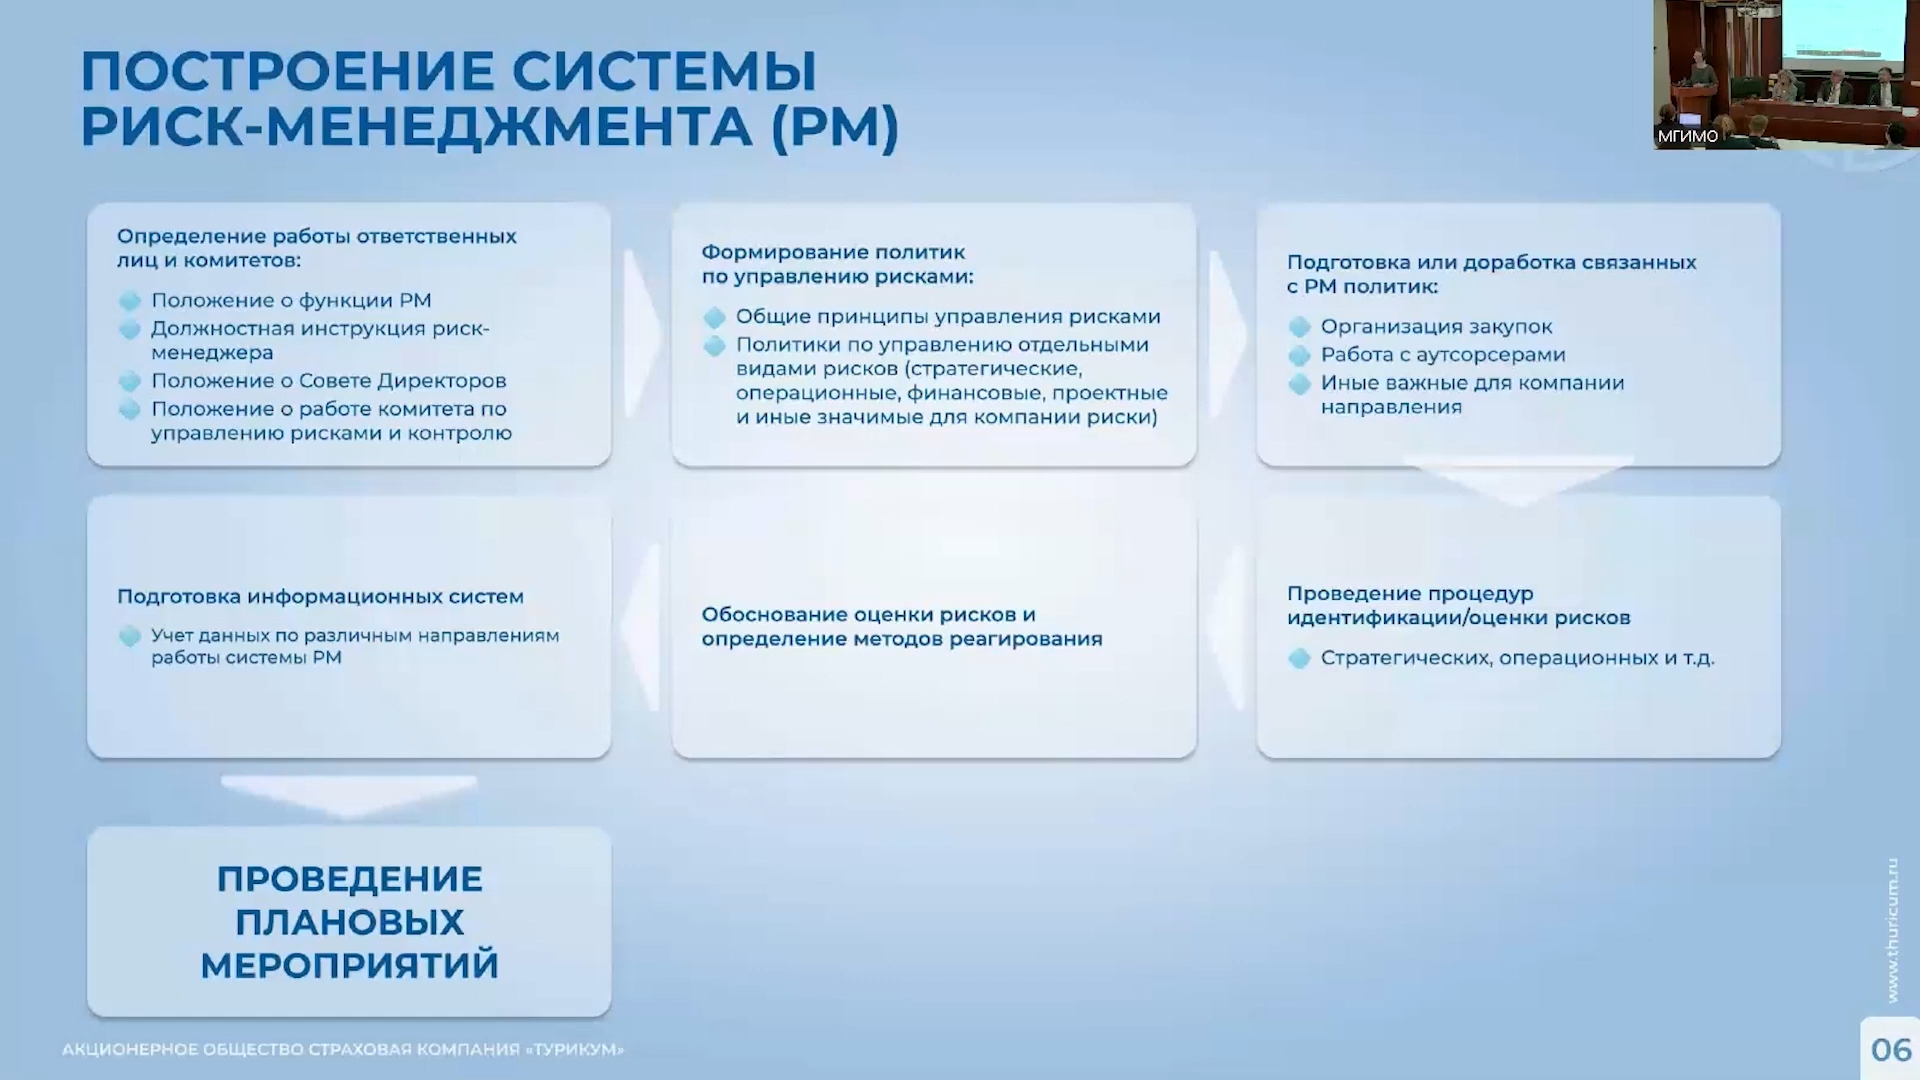 ПОСТРОЕНИЕ СИСТЕМЫ
РИСК-МЕНЕДЖМЕНТА (РМ)
МГИМО
Определение работы ответственных
лиц и комитетов:
Положение о функции РМ
Должностная инструкция риск-
менеджера
Положение о Совете Директоров
Положение о работе комитета по
управлению рисками и контролю
Формирование политик
по управлению рисками:
Общие принципы управления рисками
Политики по управлению отдельными
видами рисков (стратегические,
операционные, финансовые, проектные
и иные значимые для компании риски)
Подготовка или доработка связанных
с РМ политик:
Организация закупок
Работа с аутсорсерами
Иные важные для компании
направления
Проведение процедур
идентификации/оценки рисков
Стратегических, операционных и т.д.
Обоснование оценки рисков и
определение методов реагирования
Подготовка информационных систем
Учет данных по различным направлениям
работы системы РМ
ПРОВЕДЕНИЕ
ПЛАНОВЫХ
МЕРОПРИЯТИЙ
АКЦИОНЕРНОЕ ОБЩЕСТВО СТРАХОВАЯ КОМПАНИЯ «ТУРИКУМ»
www.thuricum.ru
06